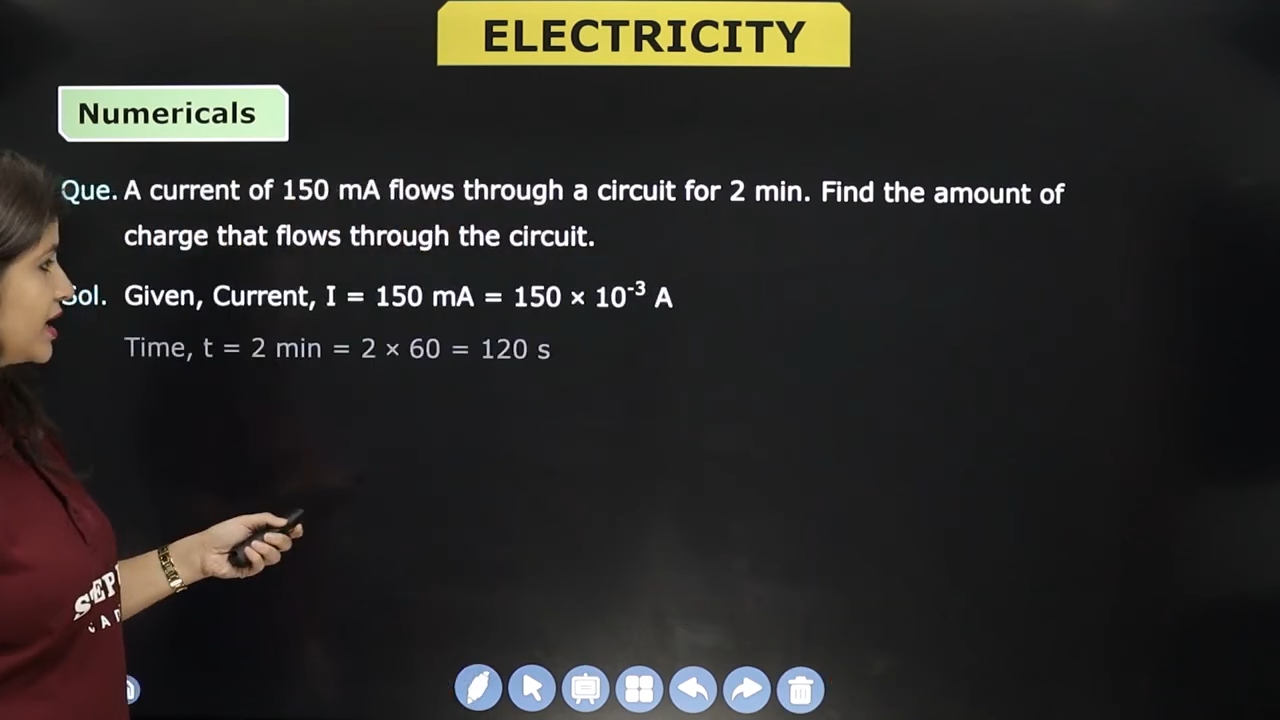 ELECTRICITY
Numericals
Que. A current of 150 mA flows through a circuit for 2 min. Find the amount of
charge that flows through the circuit.
Sol. Given, Current, I = 150 mA = 150 × 10⁻³ A
Time, t = 2 min = 2 × 60 = 120 s